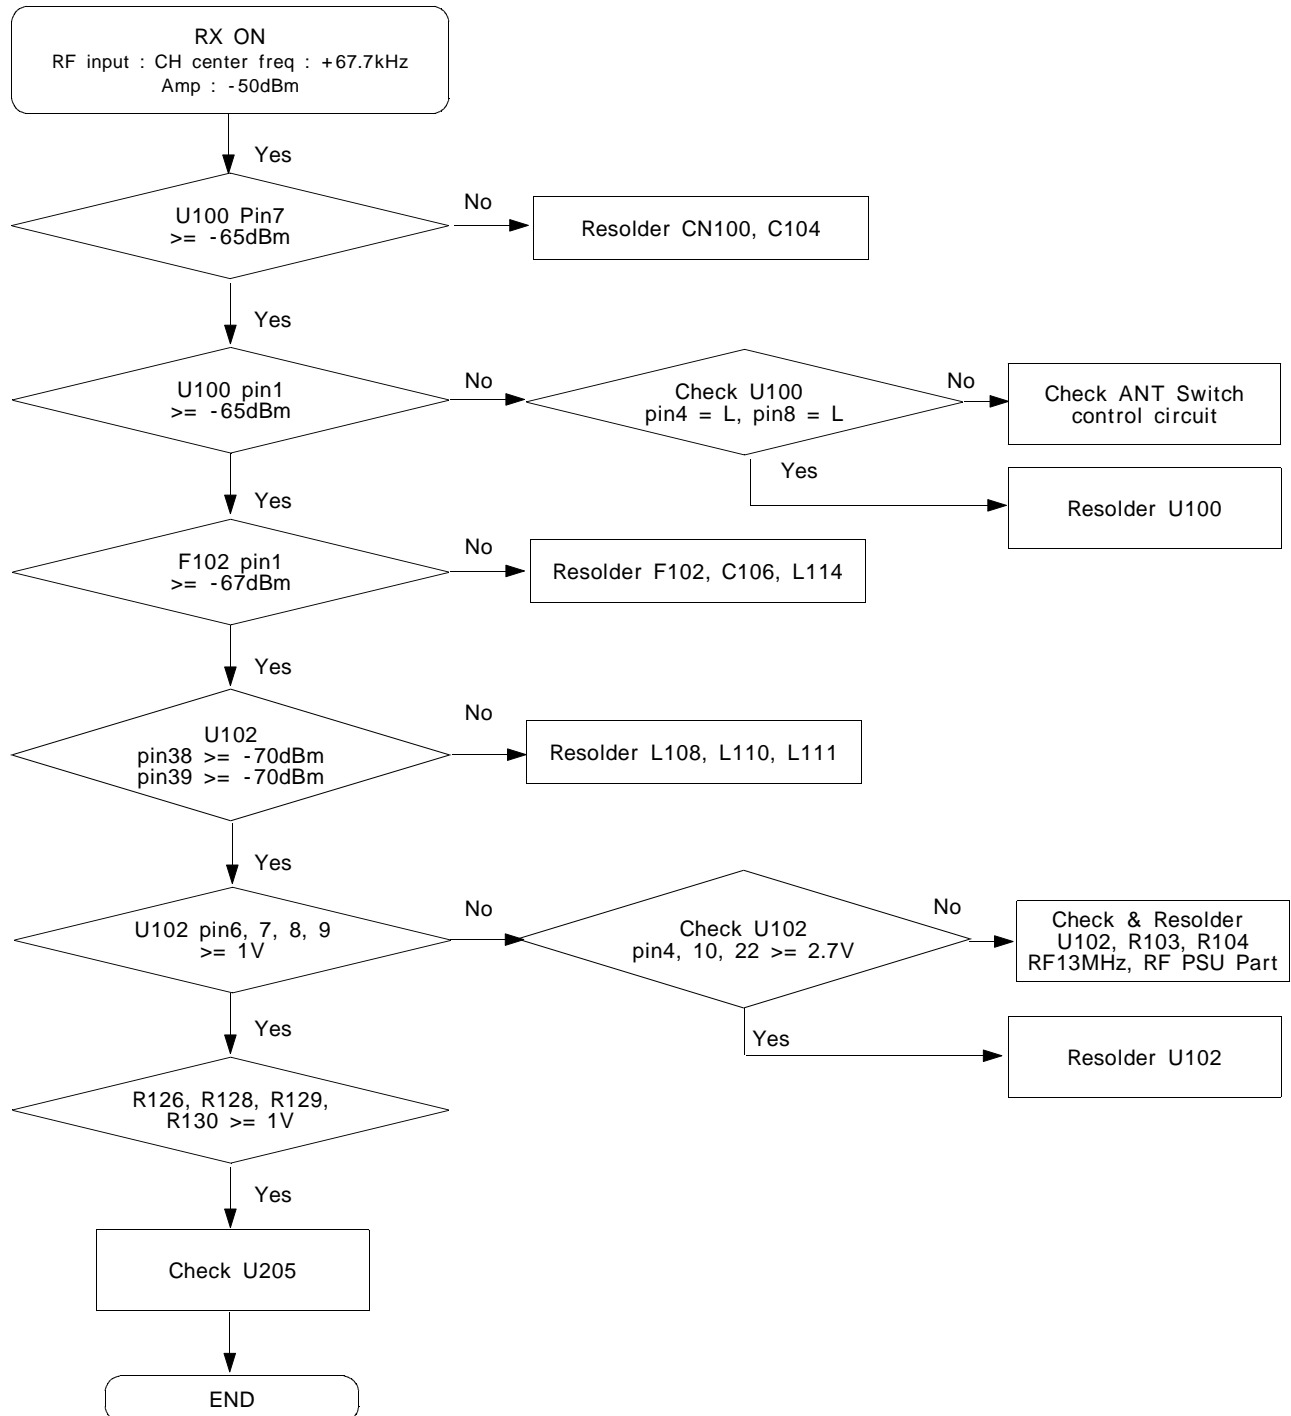 RX ON
RF input : CH center freq : +67.7kHz
Amp : -50dBm
Yes
U100 Pin7
>= -65dBm
No
Resolder CN100, C104
Yes
U100 pin1
>= -65dBm
No
Check U100
pin4 = L, pin8 = L
No
Check ANT Switch
control circuit
Yes
Resolder U100
Yes
F102 pin1
>= -67dBm
No
Resolder F102, C106, L114
Yes
U102
pin38 >= -70dBm
pin39 >= -70dBm
No
Resolder L108, L110, L111
Yes
U102 pin6, 7, 8, 9
>= 1V
No
Check U102
pin4, 10, 22 >= 2.7V
No
Check & Resolder
U102, R103, R104
RF13MHz, RF PSU Part
Yes
Resolder U102
Yes
R126, R128, R129,
R130 >= 1V
Yes
Check U205
END